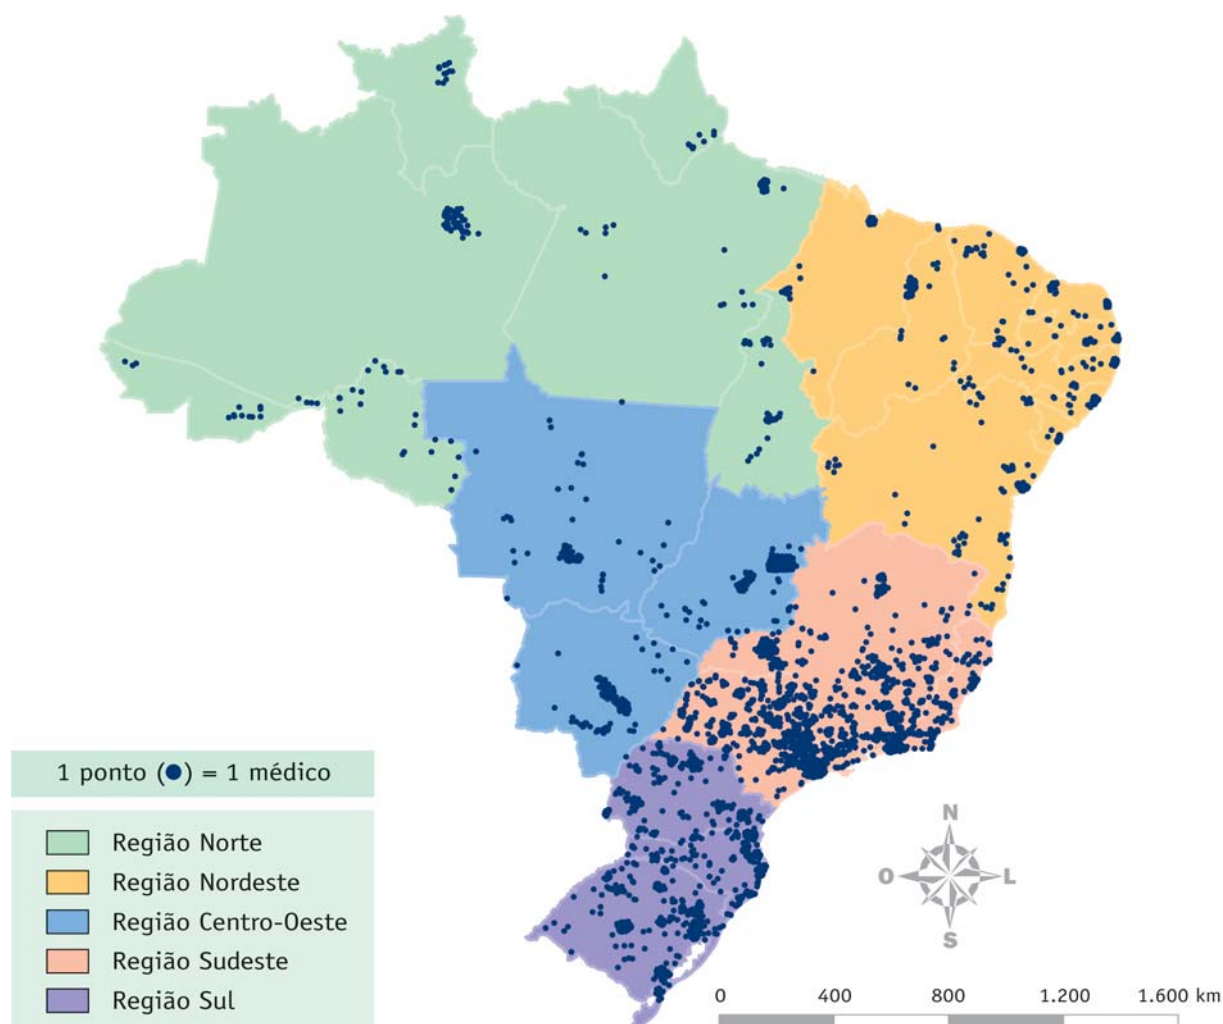 1 ponto (●) = 1 médico
Região Norte
Região Nordeste
Região Centro-Oeste
Região Sudeste
Região Sul
N
O L
S
0 400 800 1.200 1.600 km